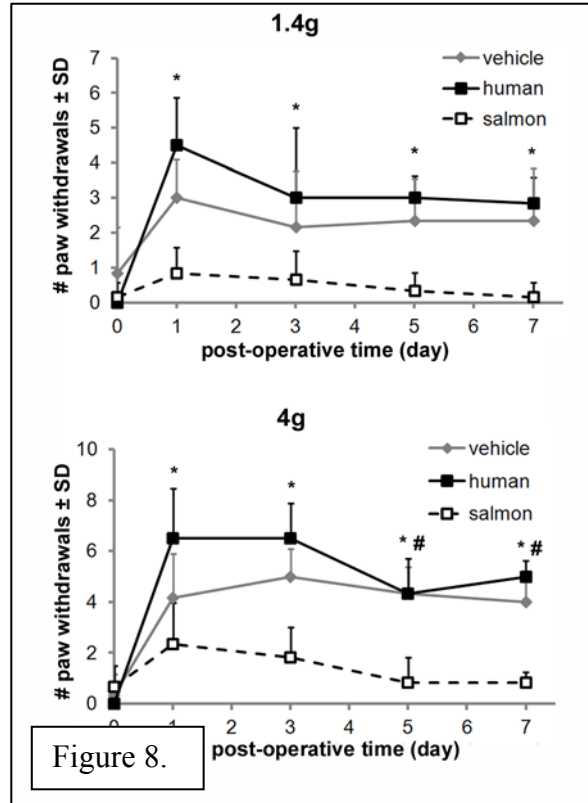 1.4g
# paw withdrawals ± SD
7
6
5
4
3
2
1
0
vehicle
human
salmon
*
*
*
*
0 1 2 3 4 5 6 7
post-operative time (day)
4g
# paw withdrawals ± SD
10
8
6
4
2
0
vehicle
human
salmon
*
*
* #
* #
0 1 2 3 4 5 6 7
post-operative time (day)
Figure 8.